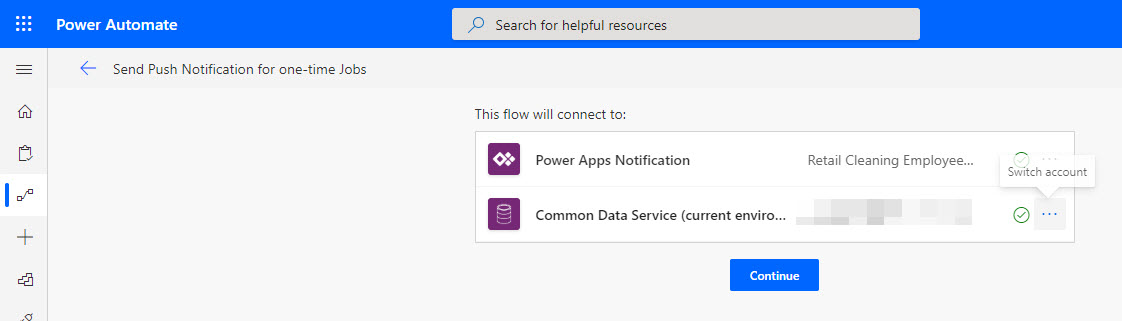 Power Automate
Search for helpful resources
Send Push Notification for one-time Jobs
This flow will connect to:
Power Apps Notification
Retail Cleaning Employee...
Switch account
Common Data Service (current enviro...
Continue